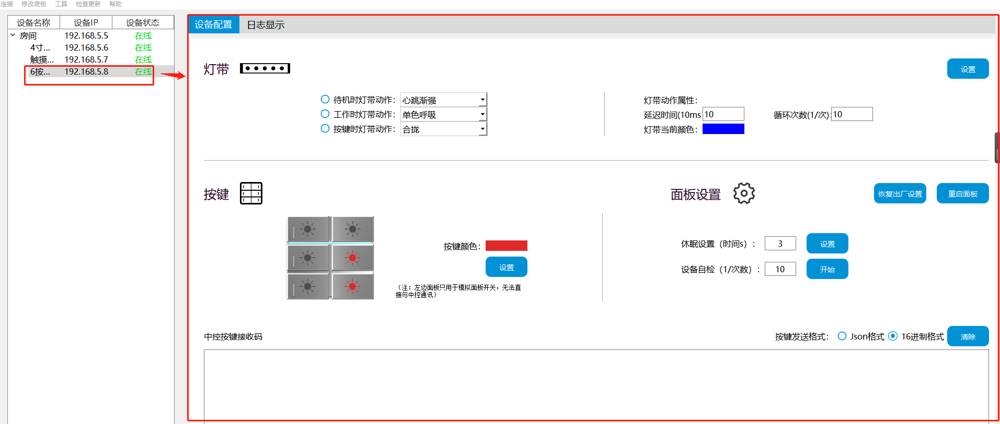 连接 修改底板 工具 检查更新 帮助
设备名称 设备IP 设备状态
房间 192.168.5.5 在线
4寸... 192.168.5.6 在线
触摸... 192.168.5.7 在线
6按... 192.168.5.8 在线
设备配置 日志显示
灯带
设置
待机时灯带动作： 心跳渐强
工作时灯带动作： 单色呼吸
按键时灯带动作： 合拢
灯带动作属性：
延迟时间(10ms 10 循环次数(1/次): 10
灯带当前颜色：
按键
面板设置
恢复出厂设置 重启面板
按键颜色：
设置
（注：左边面板只用于模拟面板开关，无法直
接与中控通讯）
休眠设置（时间s）： 3 设置
设备自检（1/次数）： 10 开始
中控按键接收码
按键发送格式： Json格式 16进制格式 清除